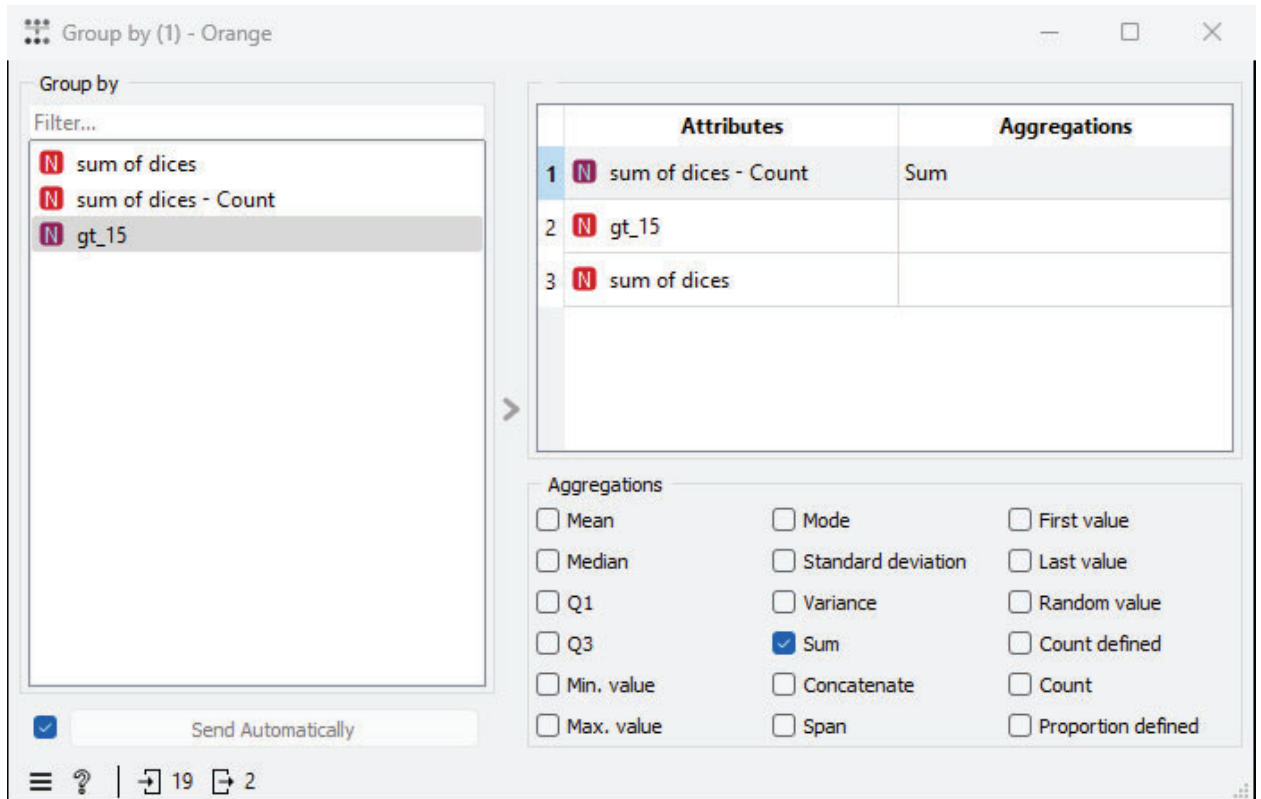 Group by (1) - Orange
Group by
Filter...
N sum of dices
N sum of dices - Count
N gt_15
Attributes Aggregations
1 N sum of dices - Count Sum
2 N gt_15
3 N sum of dices
Aggregations
Mean Mode First value
Median Standard deviation Last value
Q1 Variance Random value
Q3 Sum Count defined
Min. value Concatenate Count
Max. value Span Proportion defined
Send Automatically
? 19 2